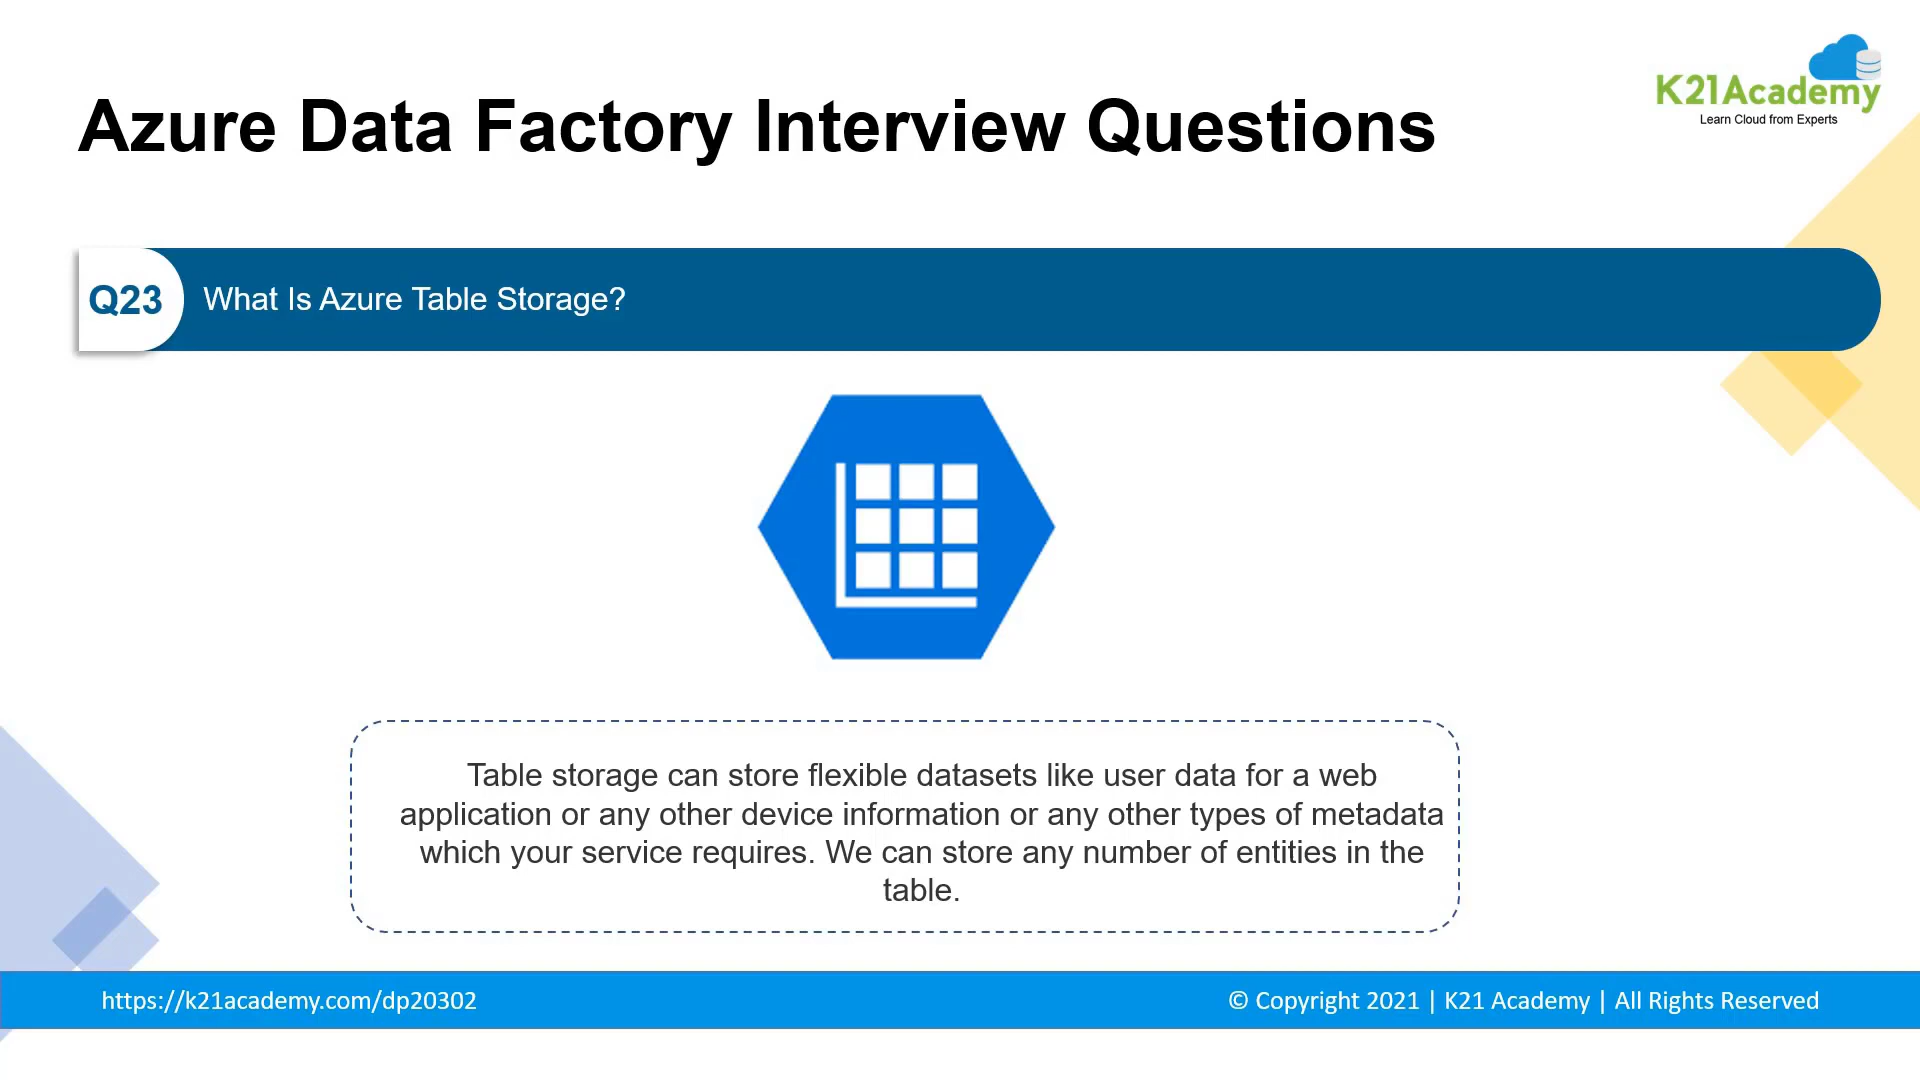 K21Academy
Learn Cloud from Experts
Azure Data Factory Interview Questions
Q23 What Is Azure Table Storage?
Table storage can store flexible datasets like user data for a web
application or any other device information or any other types of metadata
which your service requires. We can store any number of entities in the
table.
https://k21academy.com/dp20302 © Copyright 2021 | K21 Academy | All Rights Reserved